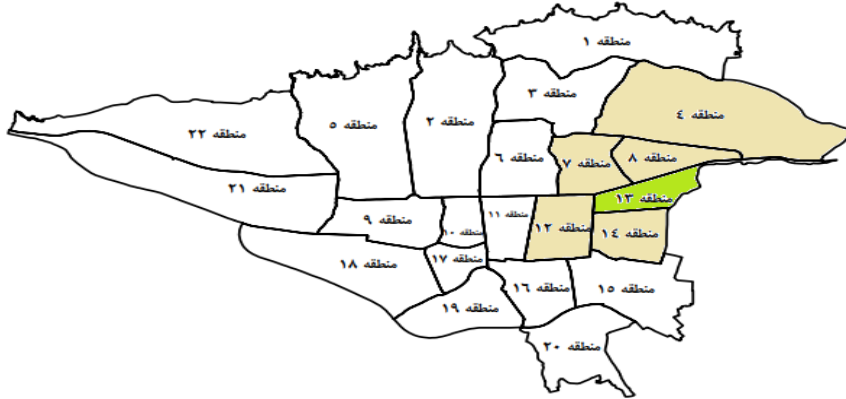 منطقه ۱
منطقه ۳
منطقه ۴
منطقه ۲
منطقه ۵
منطقه ۲۲
منطقه ۶
منطقه ۷
منطقه ۸
منطقه ۲۱
منطقه ۱۳
منطقه ۹
منطقه ۱۰
منطقه ۱۱
منطقه ۱۲
منطقه ۱۴
منطقه ۱۸
منطقه ۱۷
منطقه ۱۶
منطقه ۱۵
منطقه ۱۹
منطقه ۲۰